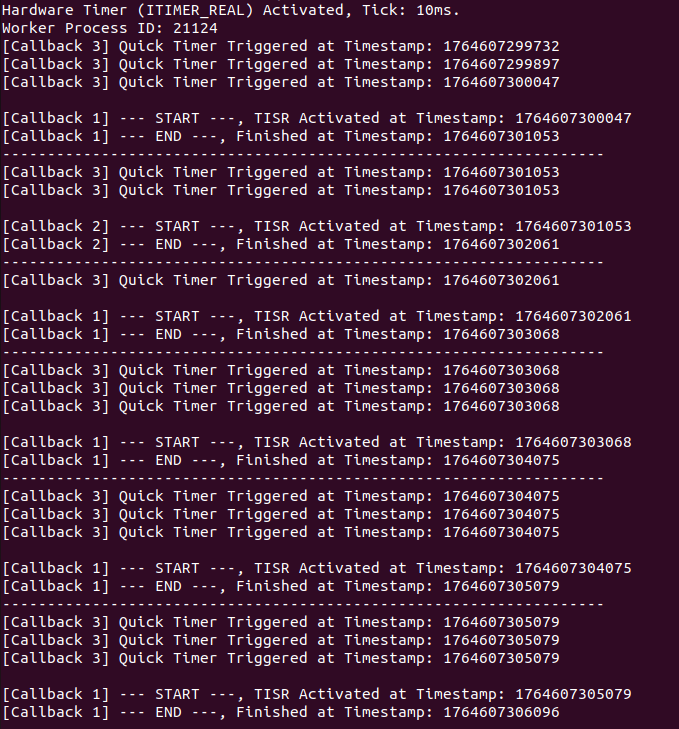 Hardware Timer (ITIMER_REAL) Activated, Tick: 10ms.
Worker Process ID: 21124
[Callback 3] Quick Timer Triggered at Timestamp: 1764607299732
[Callback 3] Quick Timer Triggered at Timestamp: 1764607299897
[Callback 3] Quick Timer Triggered at Timestamp: 1764607300047
[Callback 1] --- START ---, TISR Activated at Timestamp: 1764607300047
[Callback 1] --- END ---, Finished at Timestamp: 1764607301053
-------------------------------------------------------------------
[Callback 3] Quick Timer Triggered at Timestamp: 1764607301053
[Callback 3] Quick Timer Triggered at Timestamp: 1764607301053
[Callback 2] --- START ---, TISR Activated at Timestamp: 1764607301053
[Callback 2] --- END ---, Finished at Timestamp: 1764607302061
-------------------------------------------------------------------
[Callback 3] Quick Timer Triggered at Timestamp: 1764607302061
[Callback 1] --- START ---, TISR Activated at Timestamp: 1764607302061
[Callback 1] --- END ---, Finished at Timestamp: 1764607303068
-------------------------------------------------------------------
[Callback 3] Quick Timer Triggered at Timestamp: 1764607303068
[Callback 3] Quick Timer Triggered at Timestamp: 1764607303068
[Callback 3] Quick Timer Triggered at Timestamp: 1764607303068
[Callback 1] --- START ---, TISR Activated at Timestamp: 1764607303068
[Callback 1] --- END ---, Finished at Timestamp: 1764607304075
-------------------------------------------------------------------
[Callback 3] Quick Timer Triggered at Timestamp: 1764607304075
[Callback 3] Quick Timer Triggered at Timestamp: 1764607304075
[Callback 3] Quick Timer Triggered at Timestamp: 1764607304075
[Callback 1] --- START ---, TISR Activated at Timestamp: 1764607304075
[Callback 1] --- END ---, Finished at Timestamp: 1764607305079
-------------------------------------------------------------------
[Callback 3] Quick Timer Triggered at Timestamp: 1764607305079
[Callback 3] Quick Timer Triggered at Timestamp: 1764607305079
[Callback 3] Quick Timer Triggered at Timestamp: 1764607305079
[Callback 1] --- START ---, TISR Activated at Timestamp: 1764607305079
[Callback 1] --- END ---, Finished at Timestamp: 1764607306096